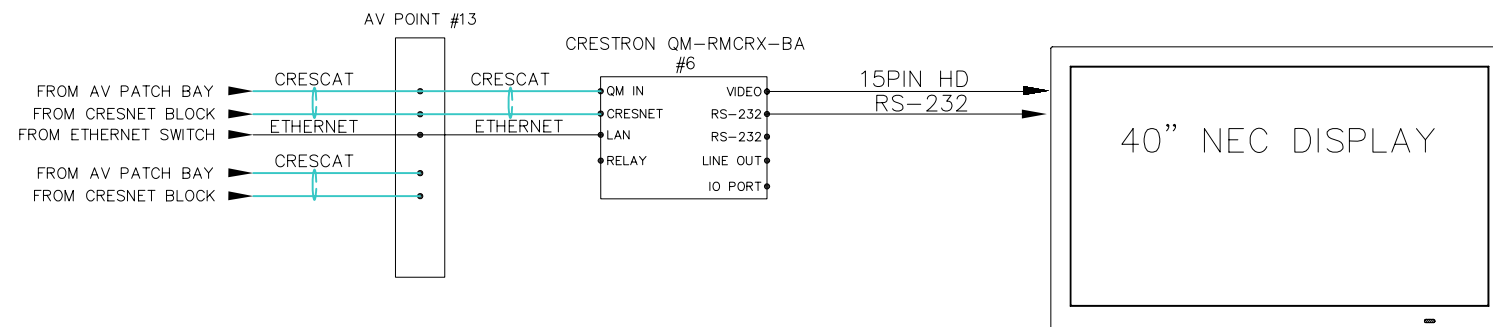 AV POINT #13
CRESTRON QM-RMCRX-BA
#6
CRESCAT
CRESCAT
15PIN HD
FROM AV PATCH BAY
QM IN
VIDEO
RS-232
FROM CRESNET BLOCK
CRESNET
RS-232
ETHERNET
ETHERNET
FROM ETHERNET SWITCH
LAN
RS-232
40" NEC DISPLAY
CRESCAT
RELAY
LINE OUT
FROM AV PATCH BAY
IO PORT
FROM CRESNET BLOCK